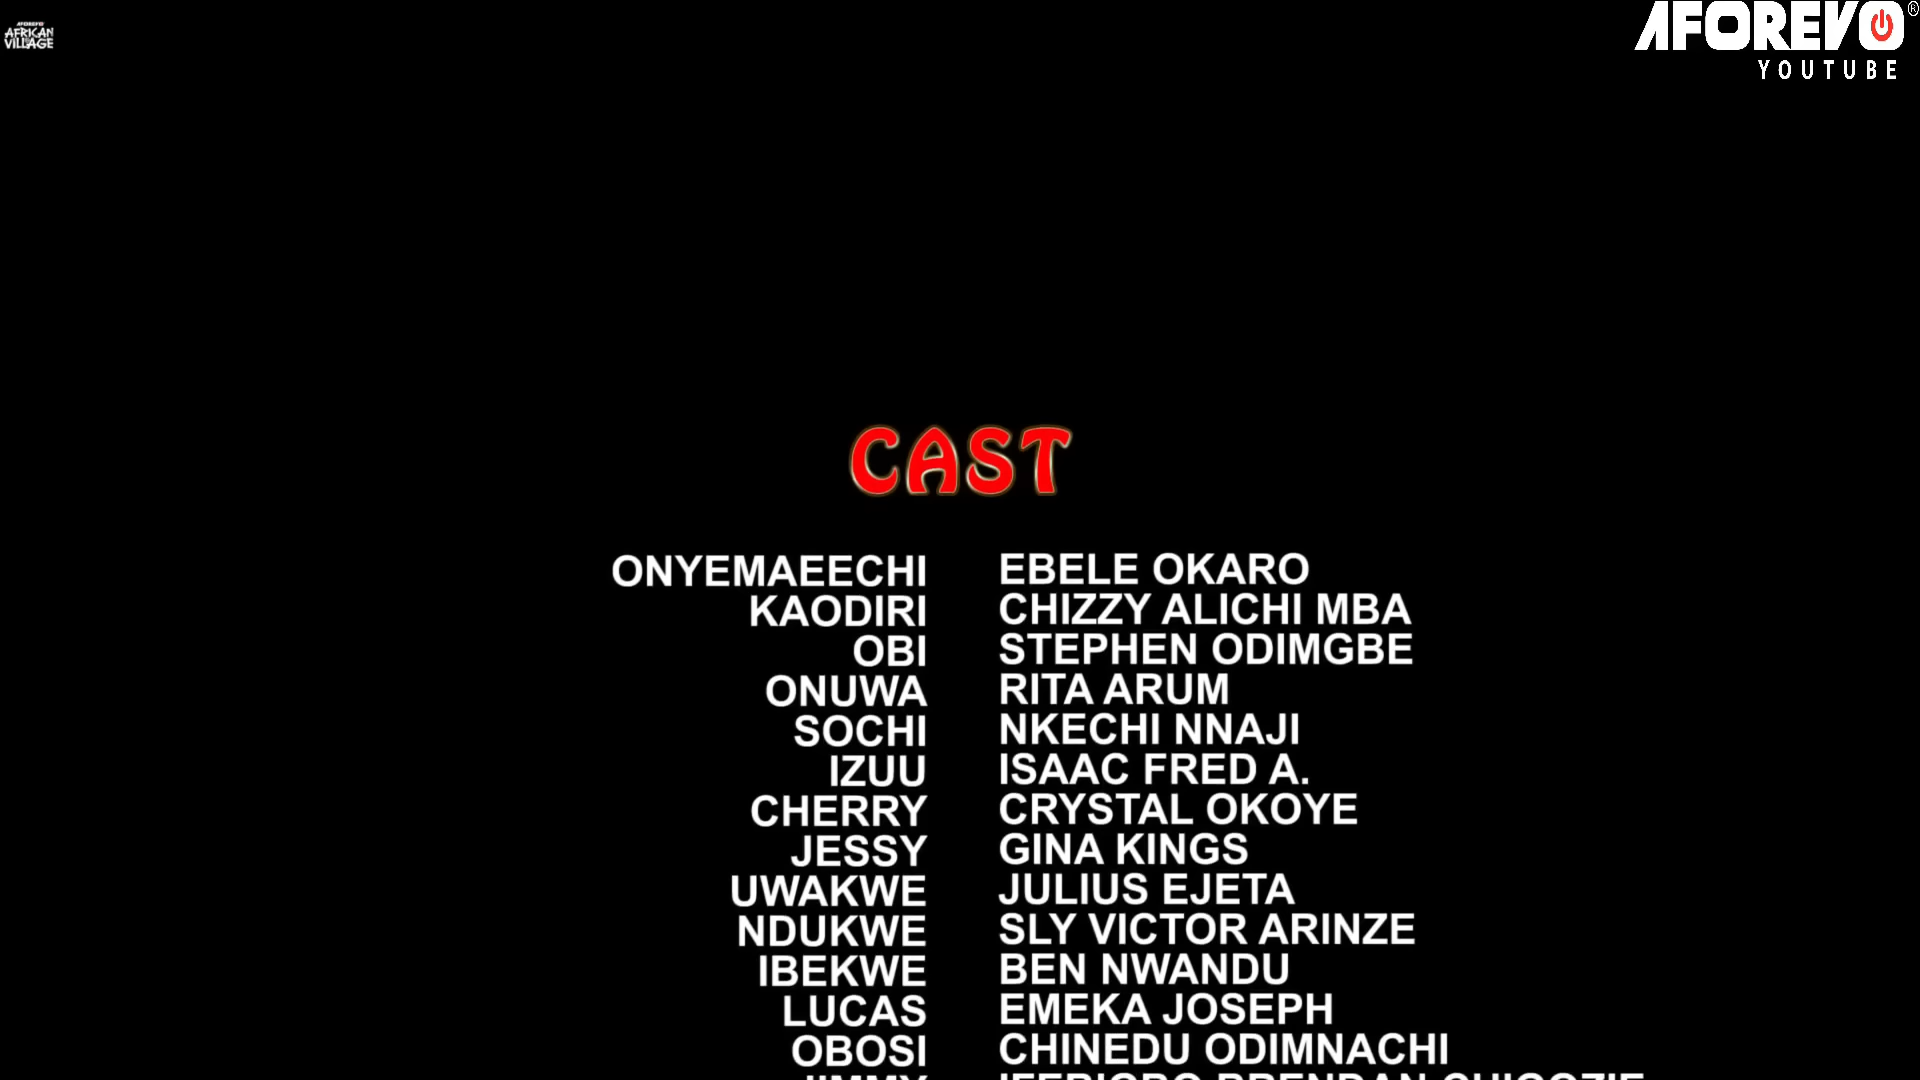 AFOREVO
AFRICAN
VILLAGE
AFOREVO®
YOUTUBE
CAST
ONYEMAEECHI EBELE OKARO
KAODIRI CHIZZY ALICHI MBA
OBI STEPHEN ODIMGBE
ONUWA RITA ARUM
SOCHI NKECHI NNAJI
IZUU ISAAC FRED A.
CHERRY CRYSTAL OKOYE
JESSY GINA KINGS
UWAKWE JULIUS EJETA
NDUKWE SLY VICTOR ARINZE
IBEKWE BEN NWANDU
LUCAS EMEKA JOSEPH
OBOSI CHINEDU ODIMNACHI